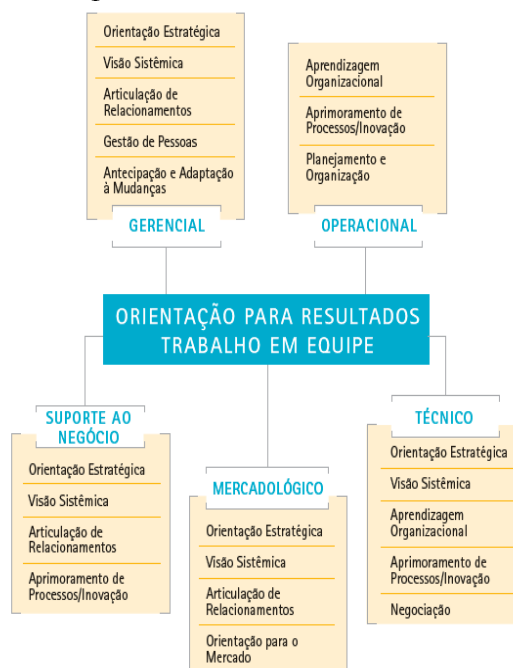 Orientação Estratégica
Visão Sistêmica
Articulação de
Relacionamentos
Gestão de Pessoas
Antecipação e Adaptação
à Mudanças
GERENCIAL
Aprendizagem
Organizacional
Aprimoramento de
Processos/Inovação
Planejamento e
Organização
OPERACIONAL
ORIENTAÇÃO PARA RESULTADOS
TRABALHO EM EQUIPE
SUPORTE AO
NEGÓCIO
Orientação Estratégica
Visão Sistêmica
Articulação de
Relacionamentos
Aprimoramento de
Processos/Inovação
MERCADOLÓGICO
Orientação Estratégica
Visão Sistêmica
Articulação de
Relacionamentos
Orientação para o
Mercado
TÉCNICO
Orientação Estratégica
Visão Sistêmica
Aprendizagem
Organizacional
Aprimoramento de
Processos/Inovação
Negociação